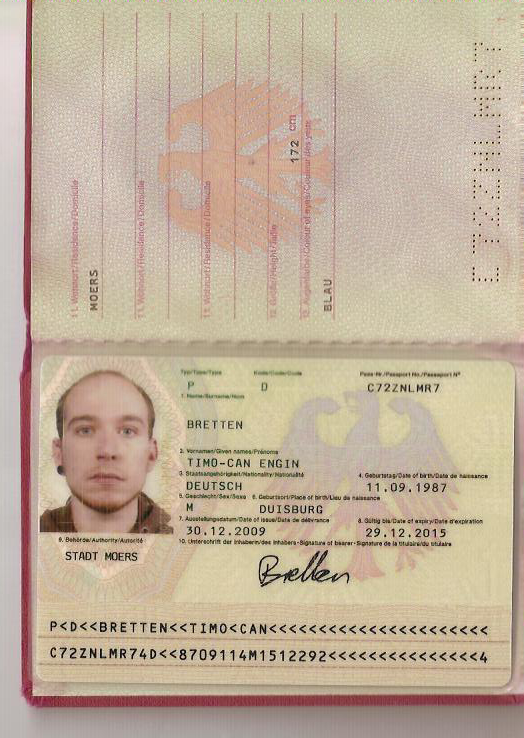 11. Wohnort/Residence/Domicile
MOERS
11. Wohnort/Residence/Domicile
11. Wohnort/Residence/Domicile
12. Größe/Height/Taille
172 cm
13. Augenfarbe/Colour of eyes/Couleur des yeux
BLAU
C72ZNLMR7
Typ/Type/Type Kode/Code/Code Pass-Nr./Passport No./Passeport Nº
P D C72ZNLMR7
1. Name/Surname/Nom
BRETTEN
2. Vornamen/Given names/Prénoms
TIMO-CAN ENGIN
3. Staatsangehörigkeit/Nationality/Nationalité 4. Geburtstag/Date of birth/Date de naissance
DEUTSCH 11.09.1987
5. Geschlecht/Sex/Sexe 6. Geburtsort/Place of birth/Lieu de naissance
M DUISBURG
7. Ausstellungsdatum/Date of issue/Date de délivrance 8. Gültig bis/Date of expiry/Date d'expiration
30.12.2009 29.12.2015
9. Behörde/Authority/Autorité 10. Unterschrift der Inhaberin/des Inhabers-Signature of bearer-Signature de la titulaire/du titulaire
STADT MOERS
Bretten
P<D<<BRETTEN<<TIMO<CAN<<<<<<<<<<<<<<<<<<<<<<
C72ZNLMR74D<<8709114M1512292<<<<<<<<<<<<<<<4